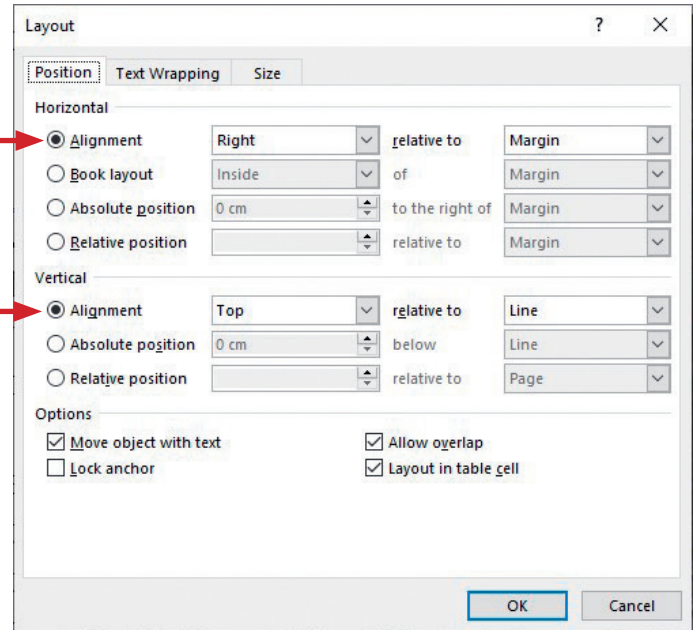 Layout ? ×
Position Text Wrapping Size
Horizontal
Alignment Right relative to Margin
Book layout Inside of Margin
Absolute position 0 cm to the right of Margin
Relative position relative to Margin
Vertical
Alignment Top relative to Line
Absolute position 0 cm below Line
Relative position relative to Page
Options
Move object with text Allow overlap
Lock anchor Layout in table cell
OK Cancel